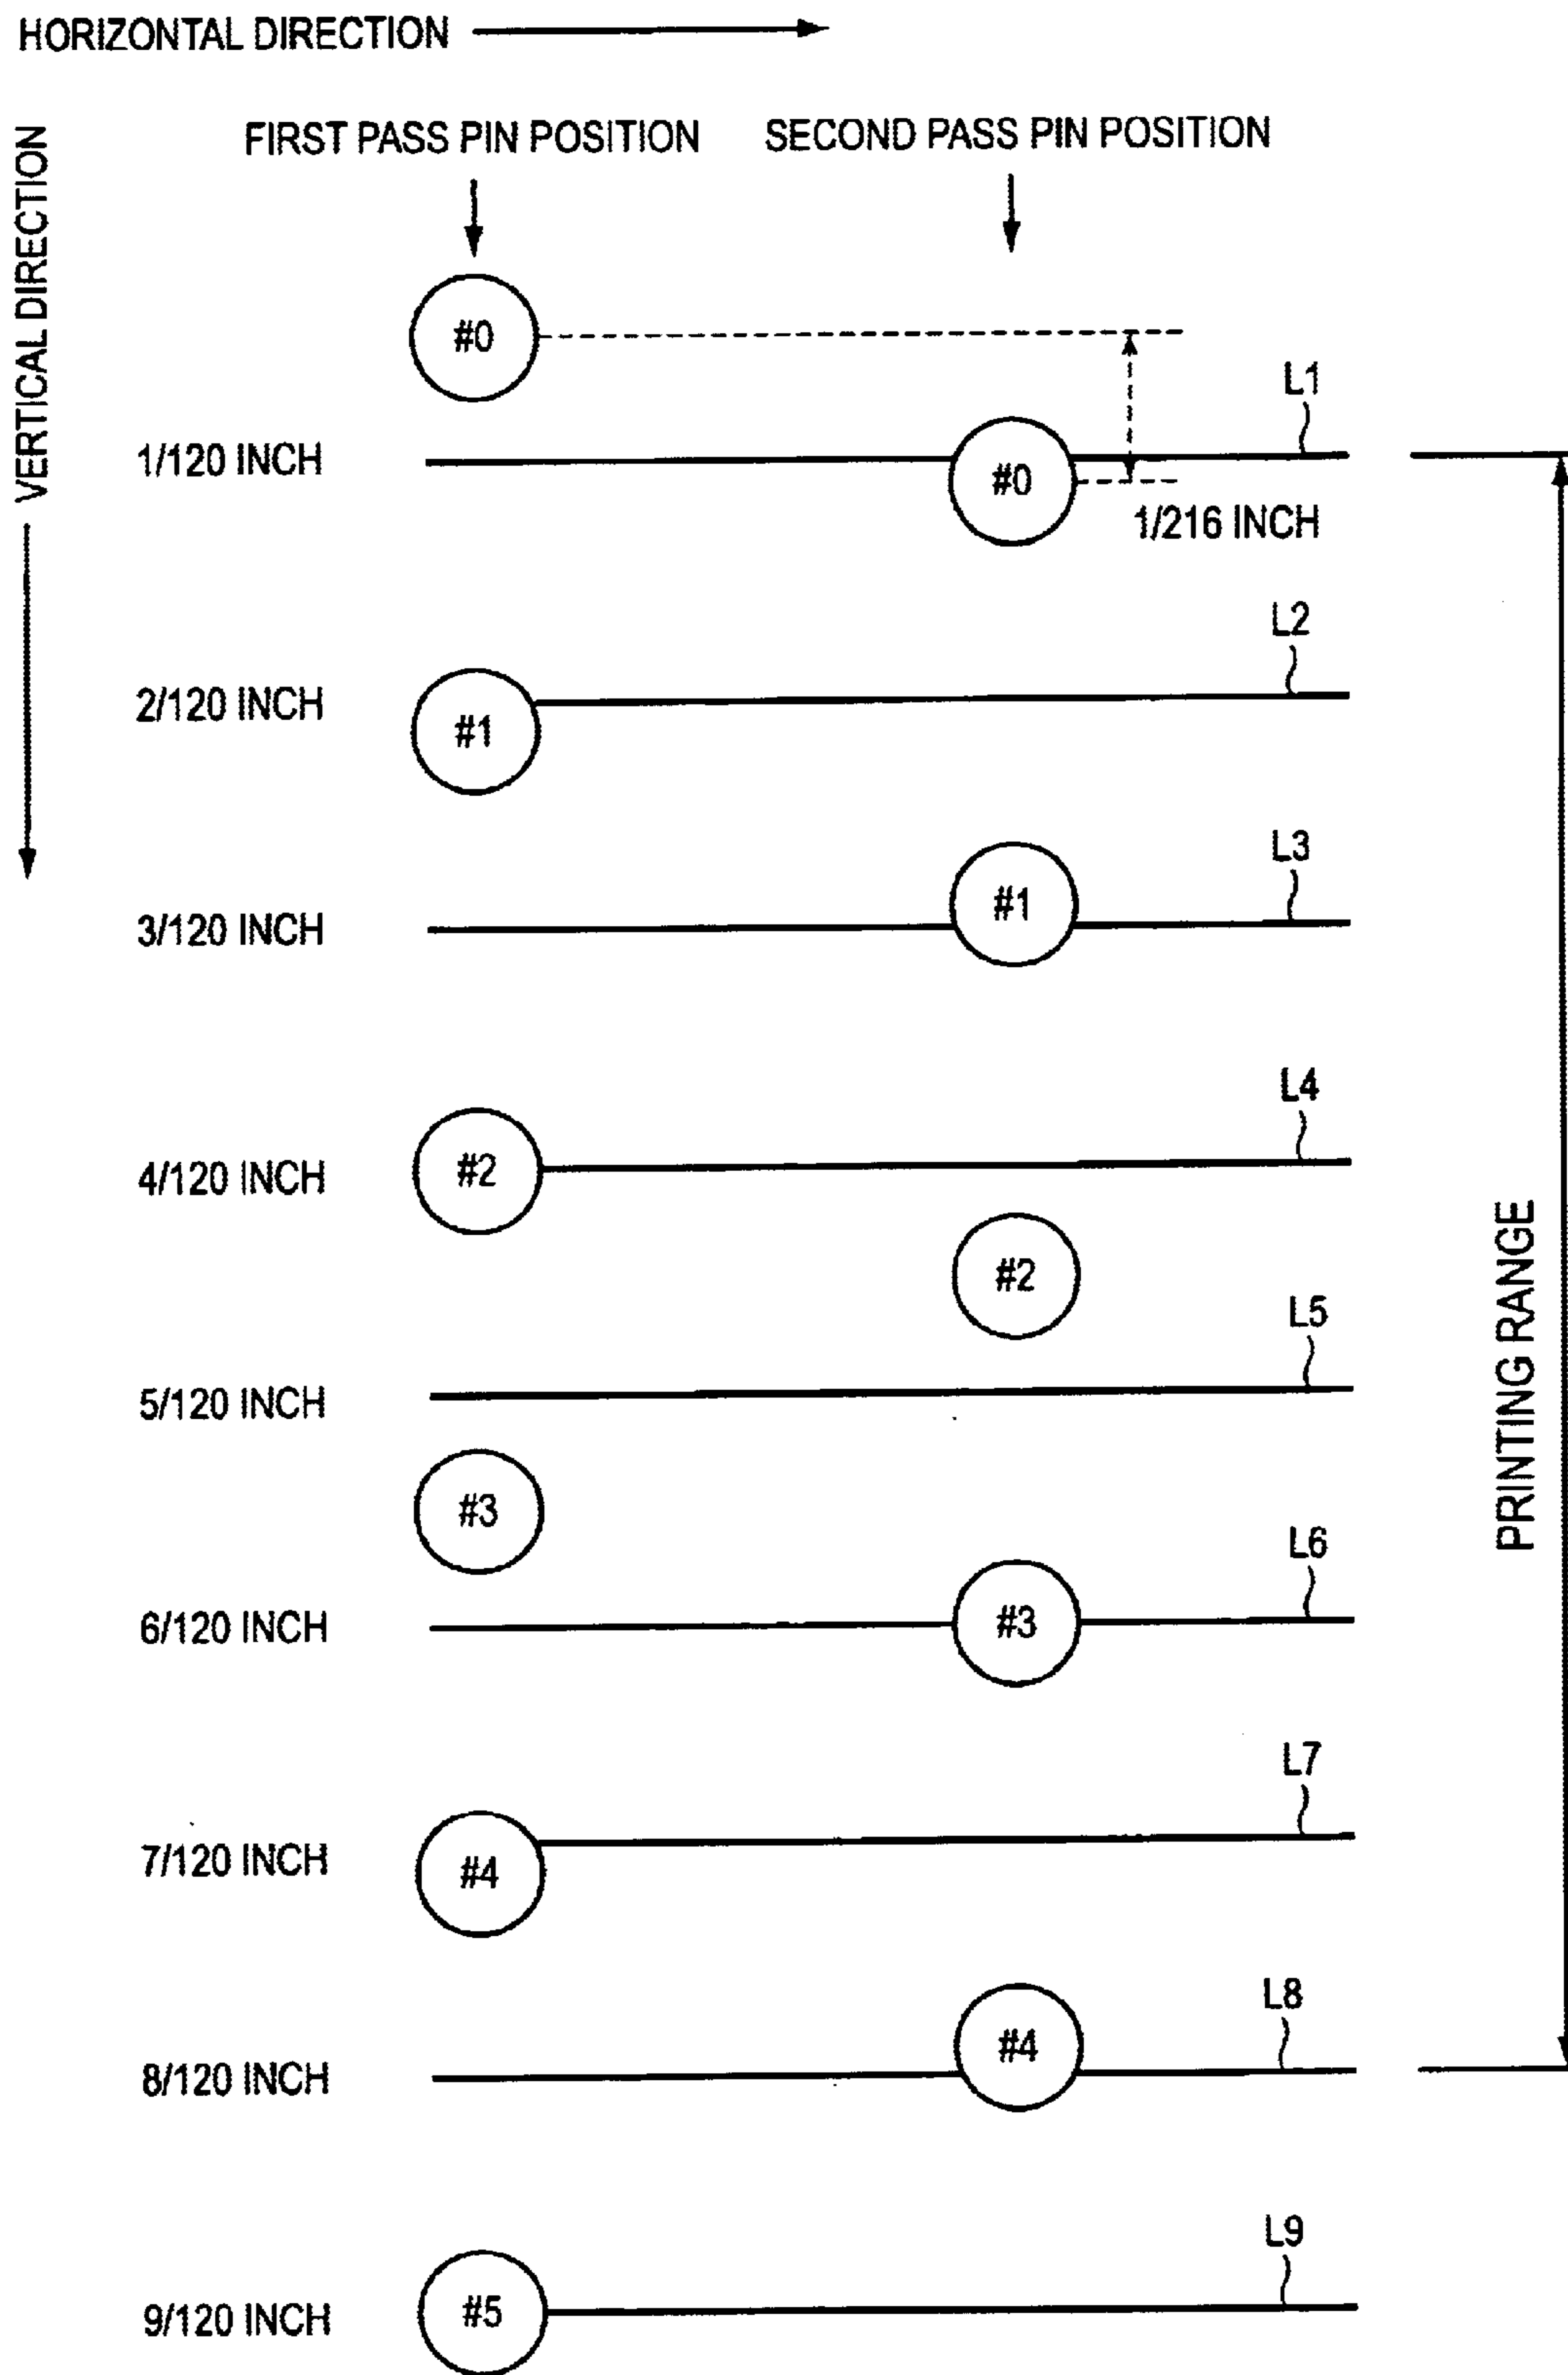 HORIZONTAL DIRECTION
VERTICAL DIRECTION
FIRST PASS PIN POSITION
SECOND PASS PIN POSITION
#0
L1
1/120 INCH
#0
1/216 INCH
L2
2/120 INCH
#1
L3
3/120 INCH
#1
L4
4/120 INCH
#2
#2
PRINTING RANGE
L5
5/120 INCH
#3
L6
6/120 INCH
#3
L7
7/120 INCH
#4
L8
8/120 INCH
#4
L9
9/120 INCH
#5